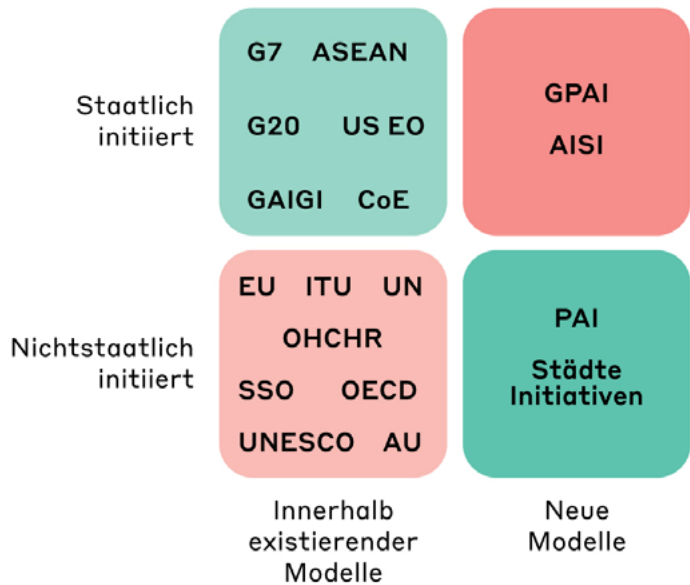 Staatlich
initiiert
G7 ASEAN
G20 US EO
GAIGI CoE
GPAI
AISI
Nichtstaatlich
initiiert
EU ITU UN
OHCHR
SSO OECD
UNESCO AU
PAI
Städte
Initiativen
Innerhalb
existierender
Modelle
Neue
Modelle